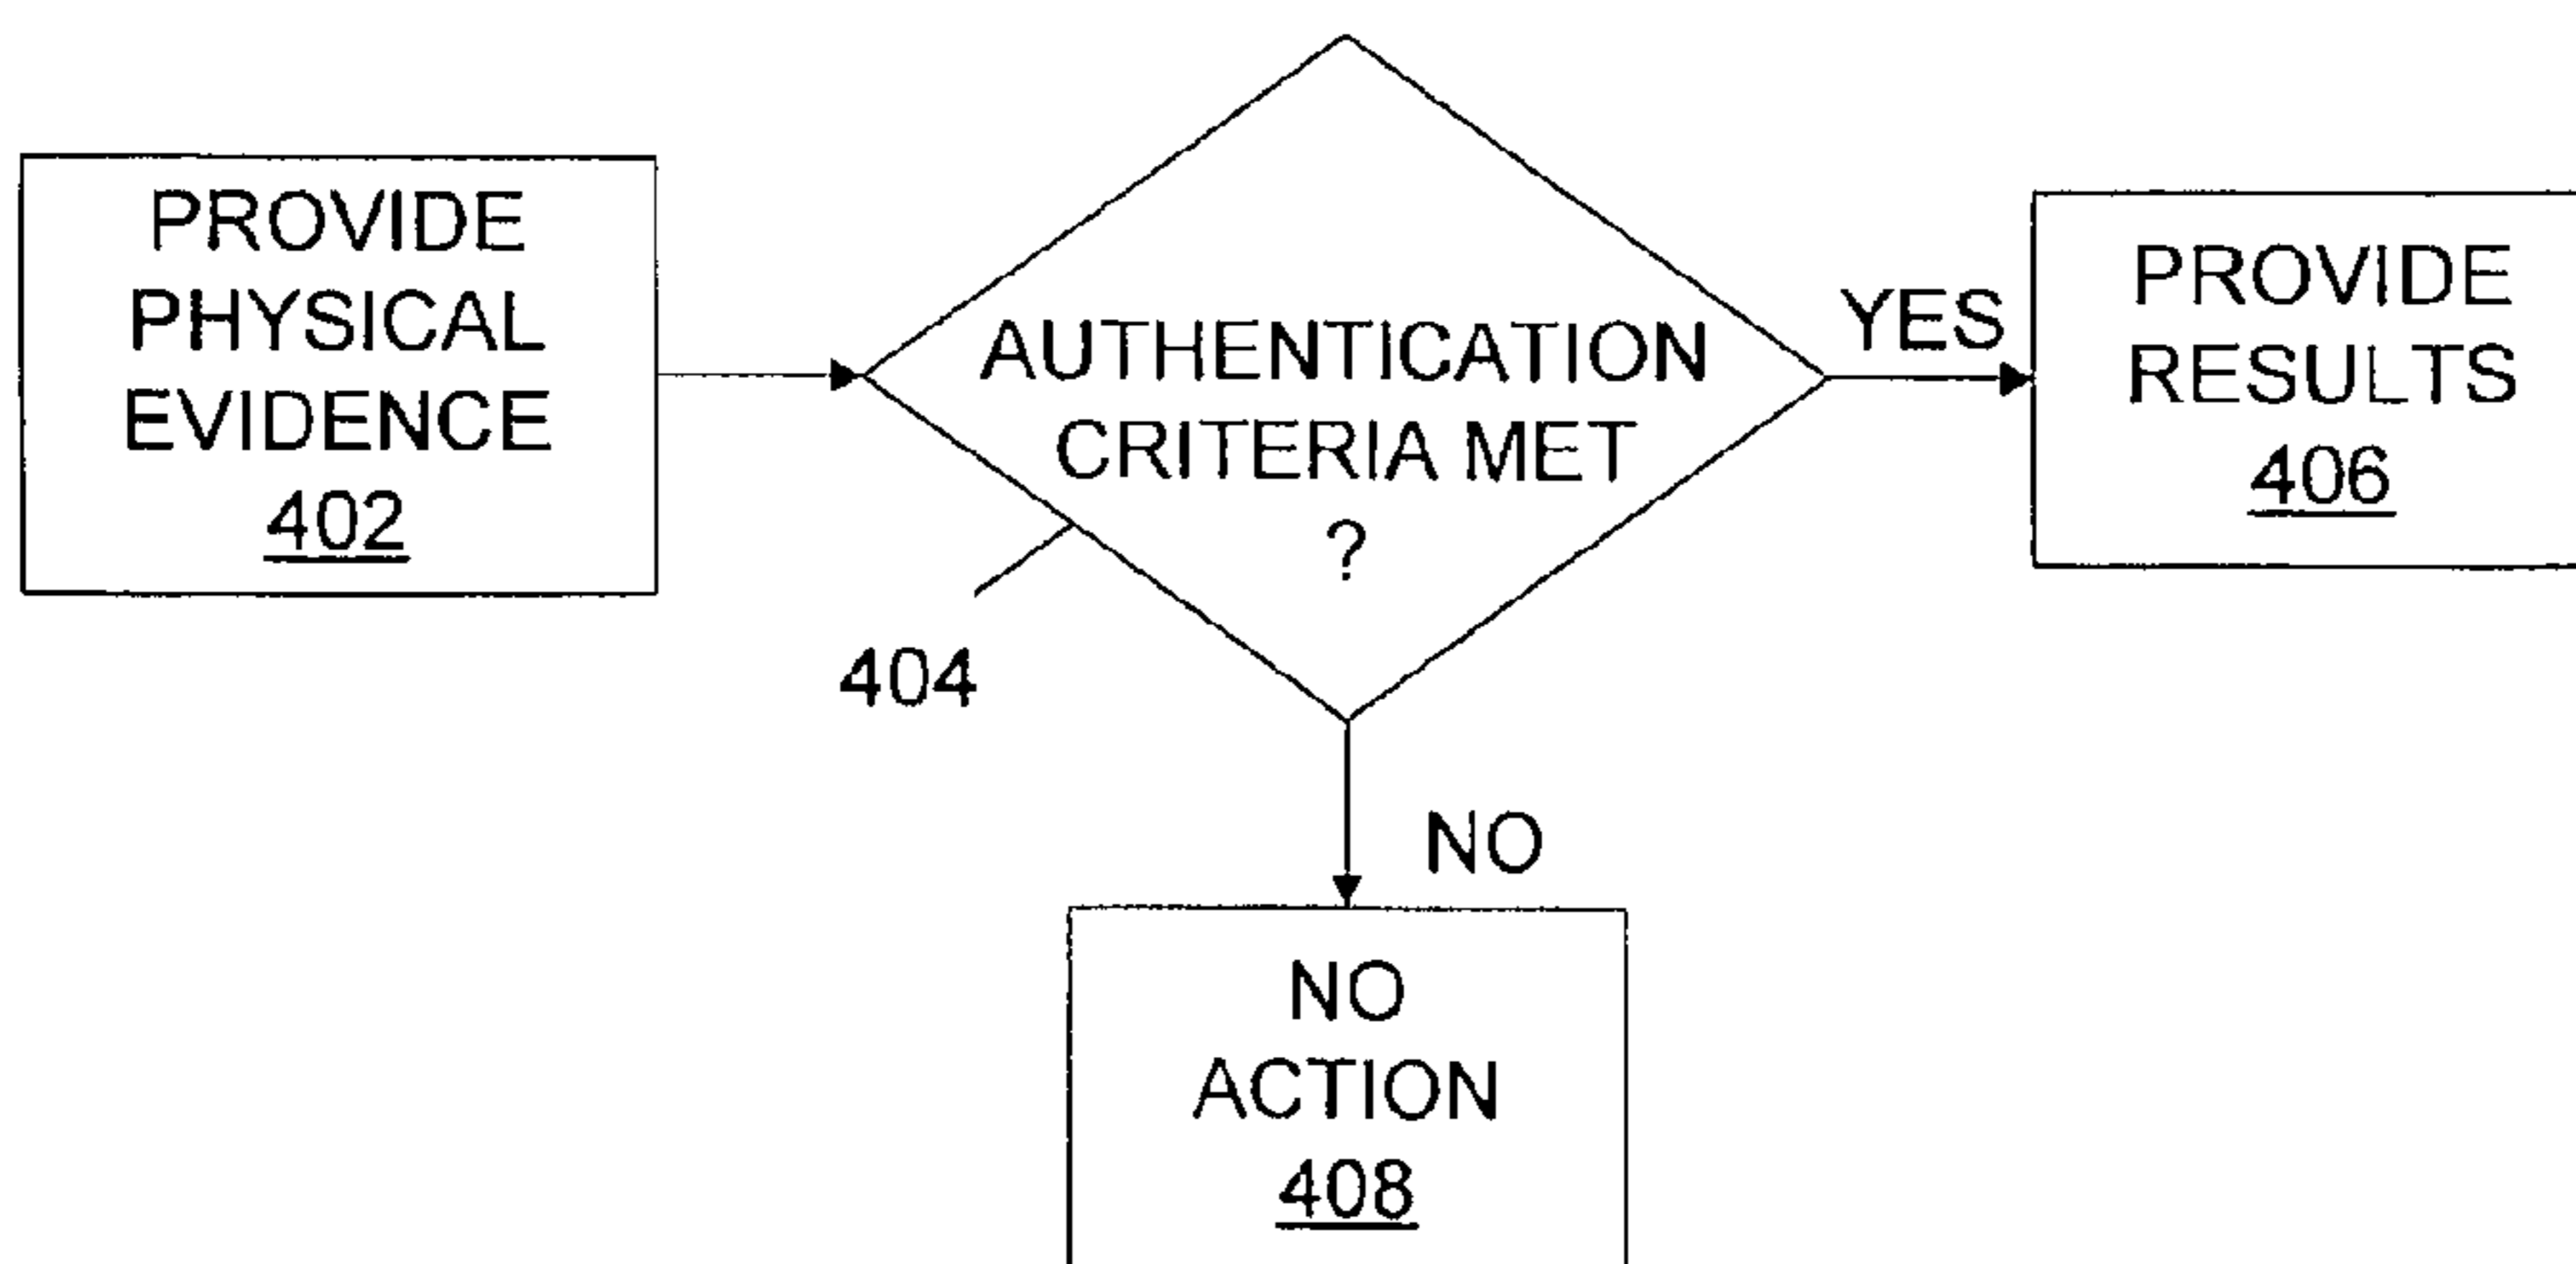 PROVIDE
PHYSICAL
EVIDENCE
402
AUTHENTICATION
CRITERIA MET
?
404
YES
PROVIDE
RESULTS
406
NO
NO
ACTION
408